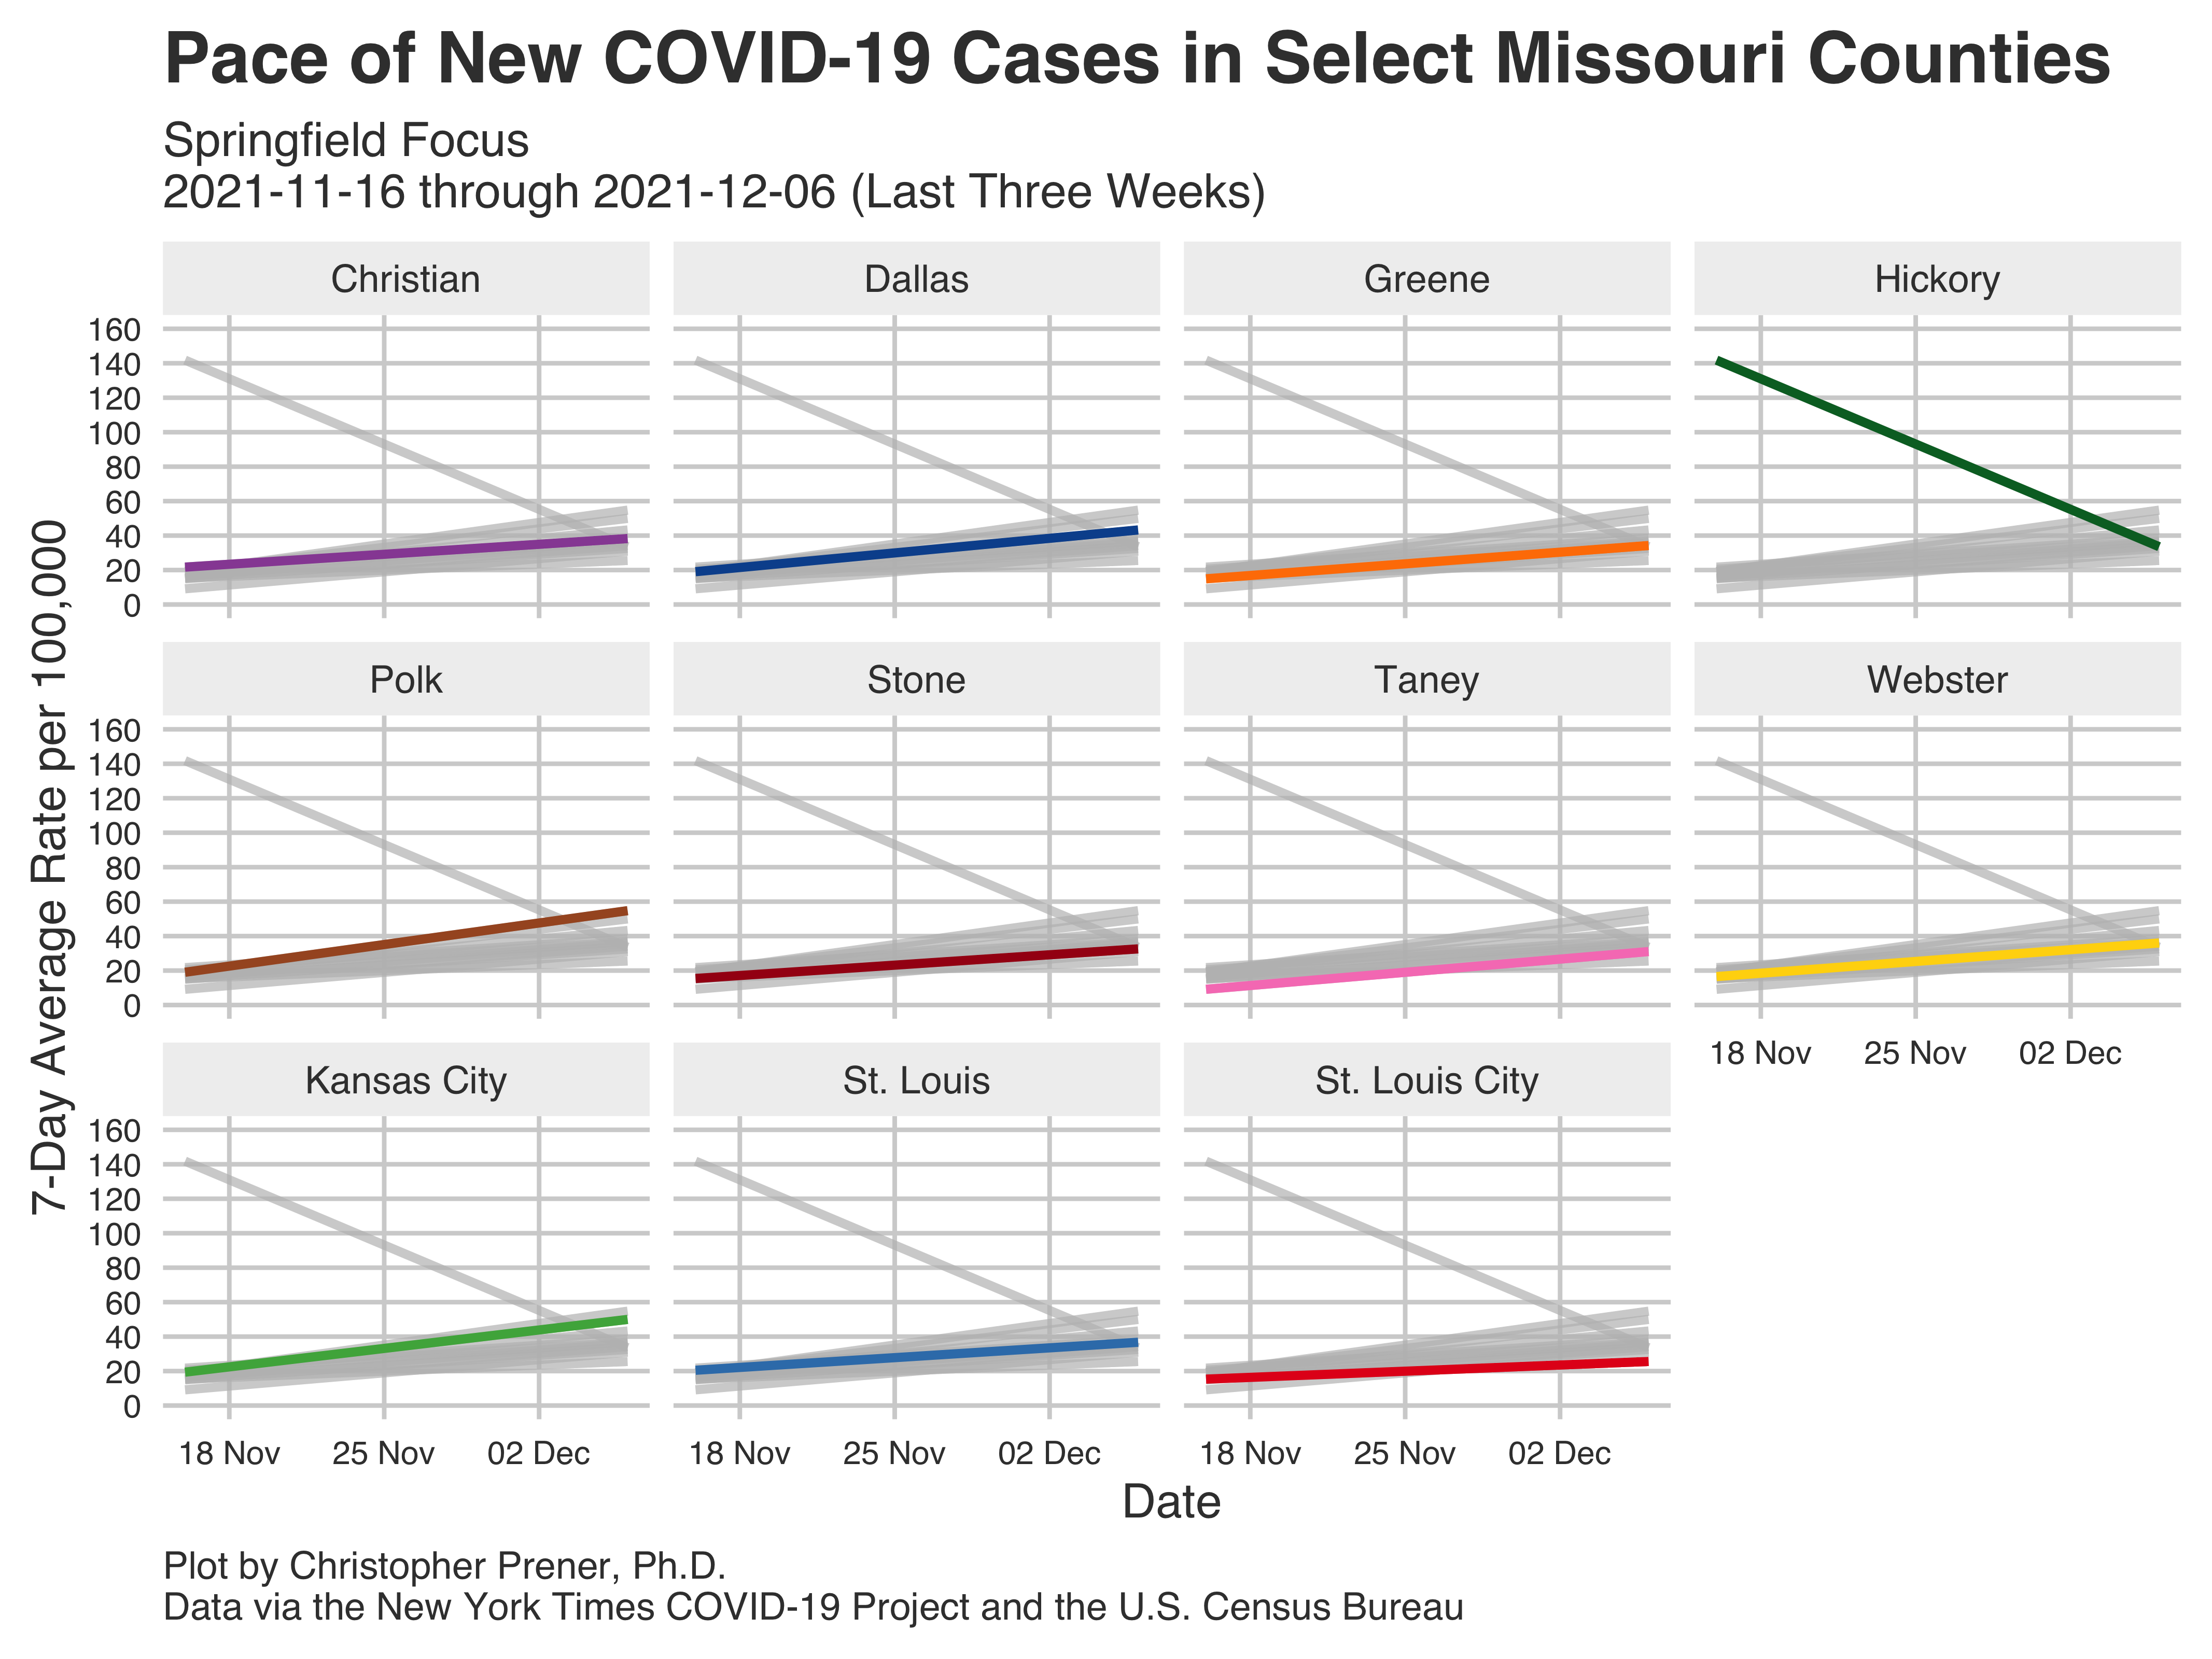 Pace of New COVID-19 Cases in Select Missouri Counties
Springfield Focus
2021-11-16 through 2021-12-06 (Last Three Weeks)
7-Day Average Rate per 100,000
Christian
Dallas
Greene
Hickory
160
140
120
100
80
60
40
20
0
Polk
Stone
Taney
Webster
160
140
120
100
80
60
40
20
0
18 Nov
25 Nov
02 Dec
Kansas City
St. Louis
St. Louis City
160
140
120
100
80
60
40
20
0
18 Nov
25 Nov
02 Dec
18 Nov
25 Nov
02 Dec
18 Nov
25 Nov
02 Dec
Date
Plot by Christopher Prener, Ph.D.
Data via the New York Times COVID-19 Project and the U.S. Census Bureau